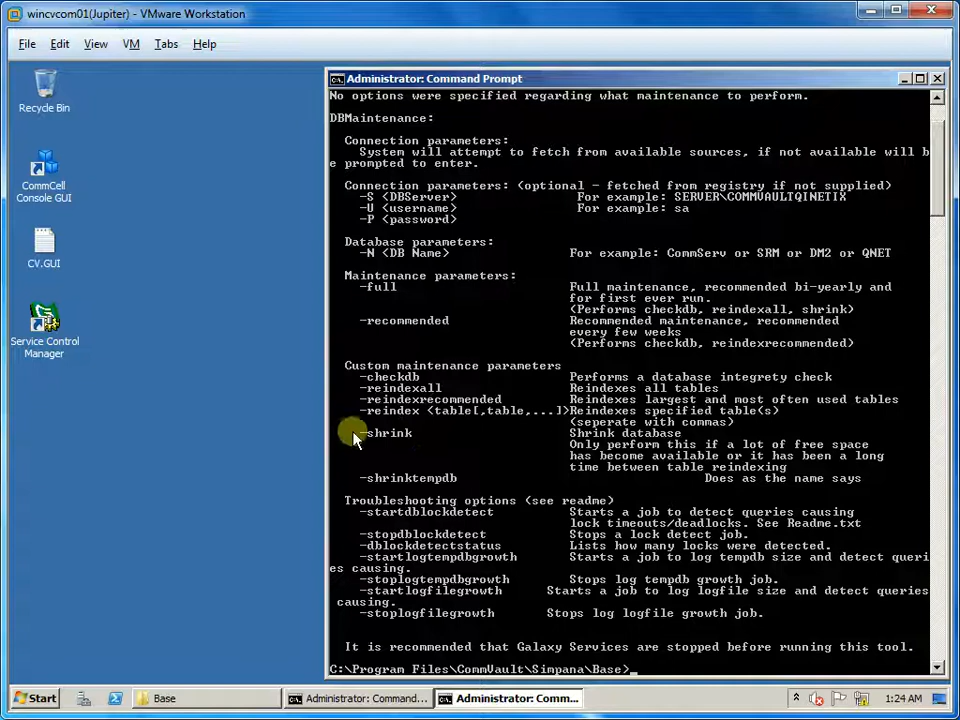 wincvcom01(Jupiter) - VMware Workstation
File Edit View VM Tabs Help
Recycle Bin
CommCell
Console GUI
CV.GUI
Service Control
Manager
Administrator: Command Prompt
No options were specified regarding what maintenance to perform.
DBMaintenance:
Connection parameters:
System will attempt to fetch from available sources, if not available will b
e prompted to enter.
Connection parameters: (optional - fetched from registry if not supplied)
-S <DBServer> For example: SERVER\COMMVAULTQINETIX
-U <username> For example: sa
-P <password>
Database parameters:
-N <DB Name> For example: CommServ or SRM or DM2 or QNET
Maintenance parameters:
-full Full maintenance, recommended bi-yearly and
for first ever run.
(Performs checkdb, reindexall, shrink)
-recommended Recommended maintenance, recommended
every few weeks
(Performs checkdb, reindexrecommended)
Custom maintenance parameters
-checkdb Performs a database integrety check
-reindexall Reindexes all tables
-reindexrecommended Reindexes largest and most often used tables
-reindex <table[,table,...]>Reindexes specified table(s)
(seperate with commas)
-shrink Shrink database
Only perform this if a lot of free space
has become available or it has been a long
time between table reindexing
-shrinktempdb Does as the name says
Troubleshooting options (see readme)
-startdblockdetect Starts a job to detect queries causing
lock timeouts/deadlocks. See Readme.txt
-stopdblockdetect Stops a lock detect job.
-dblockdetectstatus Lists how many locks were detected.
-startlogtempdbgrowth Starts a job to log tempdb size and detect queri
es causing.
-stoplogtempdbgrowth Stops log tempdb growth job.
-startlogfilegrowth Starts a job to log logfile size and detect queries
causing.
-stoplogfilegrowth Stops log logfile growth job.
It is recommended that Galaxy Services are stopped before running this tool.
C:\Program Files\CommVault\Simpana\Base>_
Start Base Administrator: Command... Administrator: Comm... 1:24 AM